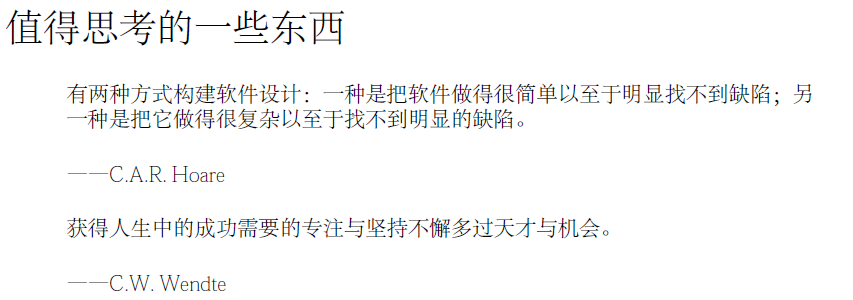 值得思考的一些东西
有两种方式构建软件设计：一种是把软件做得很简单以至于明显找不到缺陷；另
一种是把它做得很复杂以至于找不到明显的缺陷。
——C.A.R. Hoare
获得人生中的成功需要的专注与坚持不懈多过天才与机会。
——C.W. Wendte